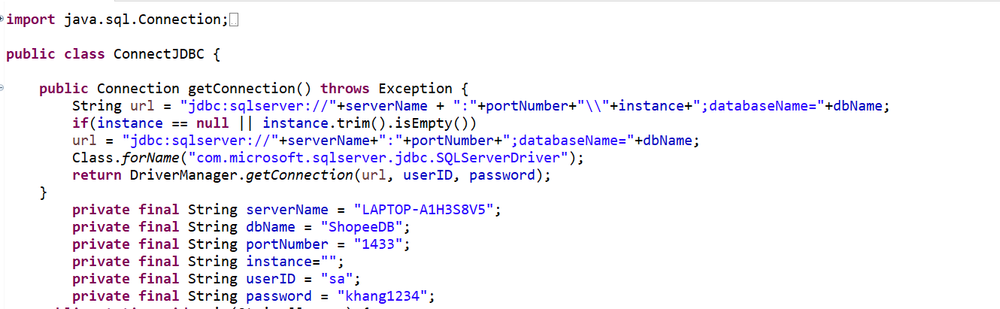 import java.sql.Connection;
public class ConnectJDBC {
public Connection getConnection() throws Exception {
String url = "jdbc:sqlserver://"+serverName + ":"+portNumber+"\\"+instance+";databaseName="+dbName;
if(instance == null || instance.trim().isEmpty())
url = "jdbc:sqlserver://"+serverName+":"+portNumber+";databaseName="+dbName;
Class.forName("com.microsoft.sqlserver.jdbc.SQLServerDriver");
return DriverManager.getConnection(url, userID, password);
}
private final String serverName = "LAPTOP-A1H3S8V5";
private final String dbName = "ShopeeDB";
private final String portNumber = "1433";
private final String instance="";
private final String userID = "sa";
private final String password = "khang1234";